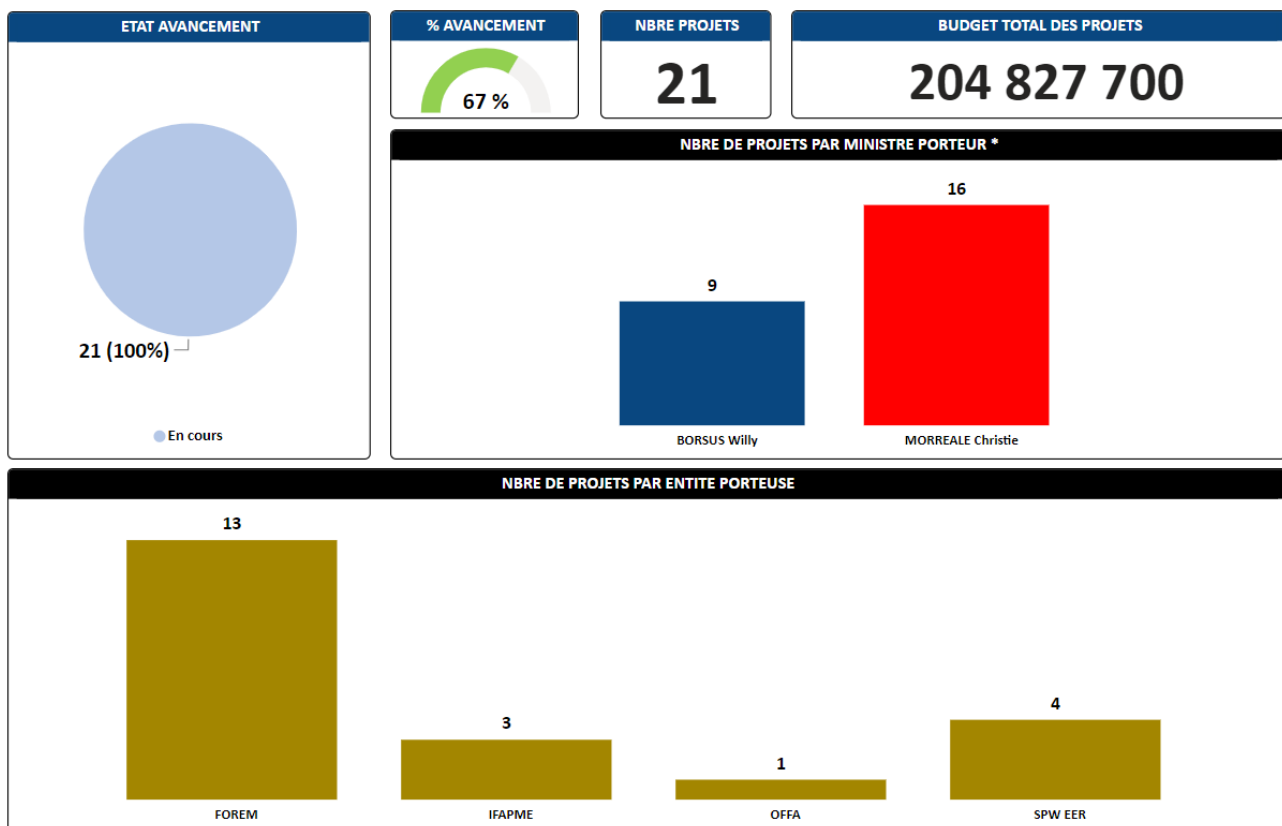 ETAT AVANCEMENT
21 (100%)
En cours
% AVANCEMENT
67 %
NBRE PROJETS
21
BUDGET TOTAL DES PROJETS
204 827 700
NBRE DE PROJETS PAR MINISTRE PORTEUR *
9
16
BORSUS Willy
MORREALE Christie
NBRE DE PROJETS PAR ENTITE PORTEUSE
13
3
1
4
FOREM
IFAPME
OFFA
SPW EER